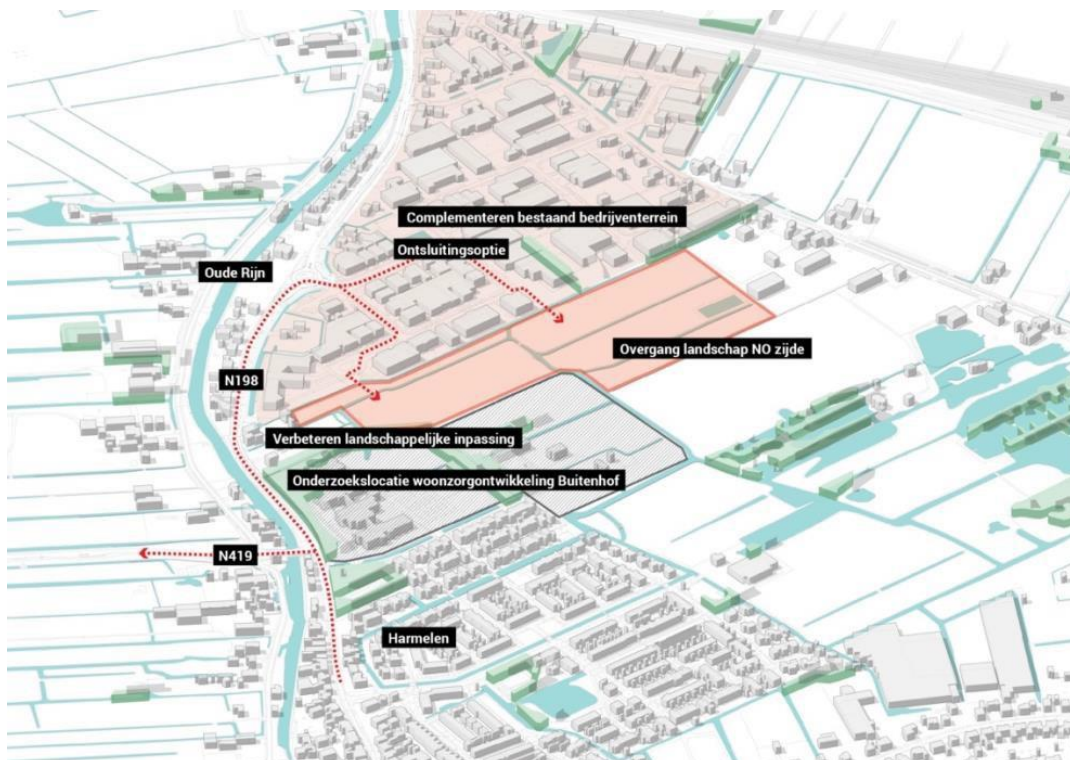 Complementeren bestaand bedrijventerrein
Ontsluitingsoptie
Oude Rijn
Overgang landschap NO zijde
N198
Verbeteren landschappelijke inpassing
Onderzoekslocatie woonzorgontwikkeling Buitenhof
N419
Harmelen